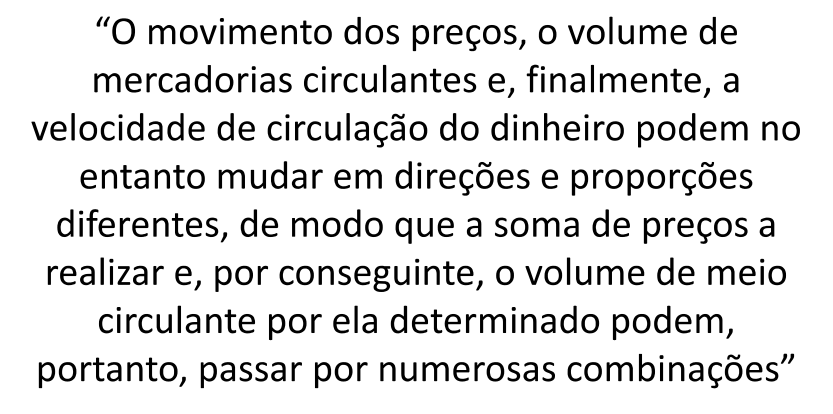 “O movimento dos preços, o volume de
mercadorias circulantes e, finalmente, a
velocidade de circulação do dinheiro podem no
entanto mudar em direções e proporções
diferentes, de modo que a soma de preços a
realizar e, por conseguinte, o volume de meio
circulante por ela determinado podem,
portanto, passar por numerosas combinações”